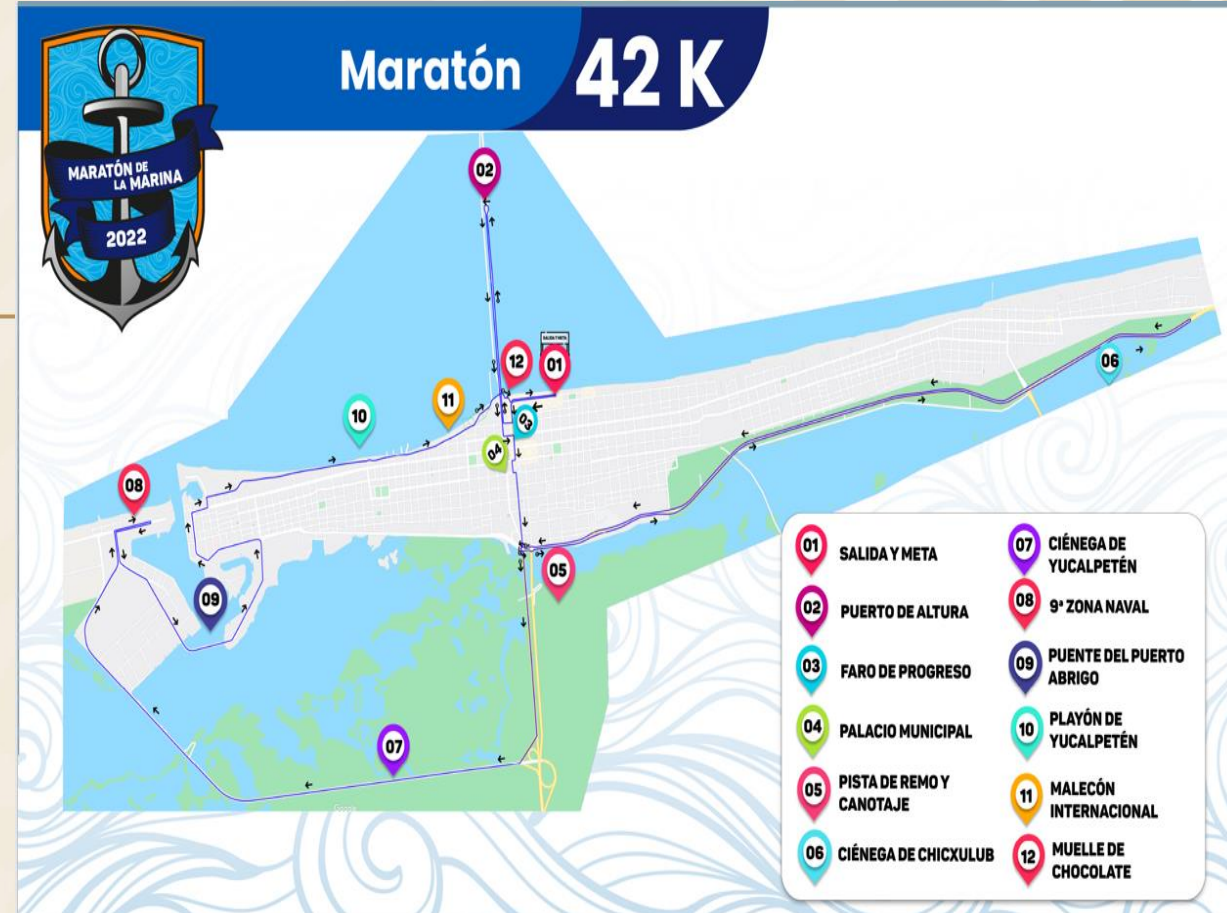 Maratón 42 K
MARATÓN DE
LA MARINA
2022
02
12
01
SALIDA Y META
11
03
10
04
06
08
05
09
07
01 SALIDA Y META
02 PUERTO DE ALTURA
03 FARO DE PROGRESO
04 PALACIO MUNICIPAL
05 PISTA DE REMO Y
CANOTAJE
06 CIÉNEGA DE CHICXULUB
07 CIÉNEGA DE
YUCALPETÉN
08 9ª ZONA NAVAL
09 PUENTE DEL PUERTO
ABRIGO
10 PLAYÓN DE
YUCALPETÉN
11 MALECÓN
INTERNACIONAL
12 MUELLE DE
CHOCOLATE
Google